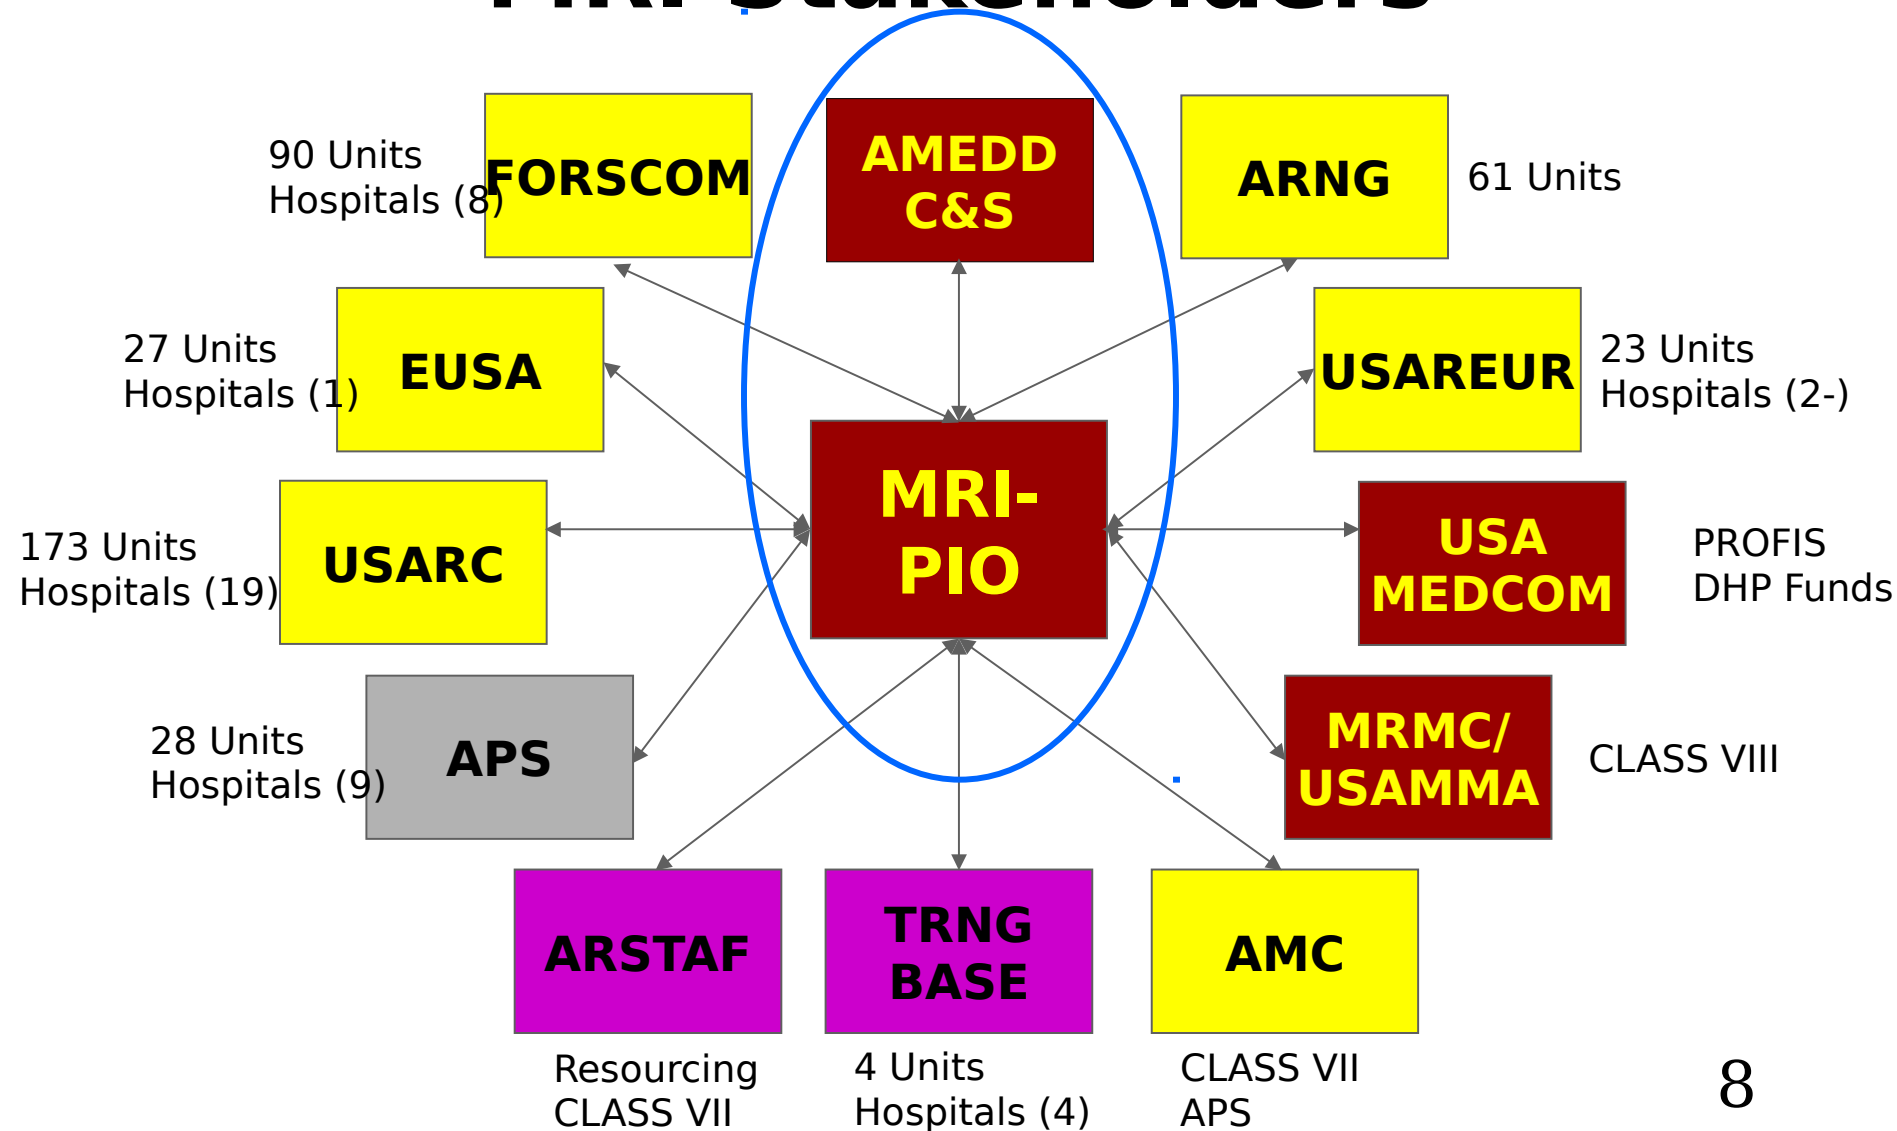 MRI Stakeholders
90 Units
Hospitals (8)
FORSCOM
AMEDD
C&S
ARNG
61 Units
27 Units
Hospitals (1)
EUSA
USAREUR
23 Units
Hospitals (2-)
MRI-
PIO
173 Units
Hospitals (19)
USARC
USA
MEDCOM
PROFIS
DHP Funds
28 Units
Hospitals (9)
APS
MRMC/
USAMMA
CLASS VIII
ARSTAF
TRNG
BASE
AMC
Resourcing
CLASS VII
4 Units
Hospitals (4)
CLASS VII
APS
8